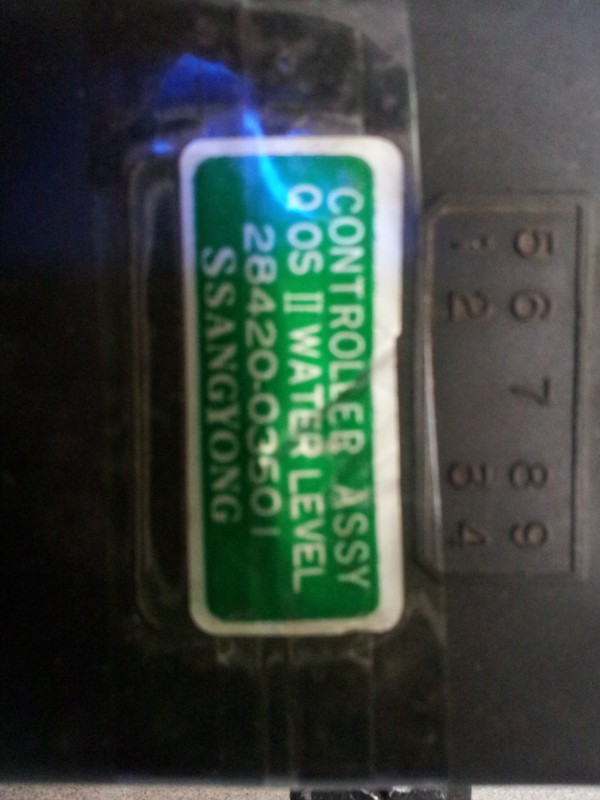 CONTROLLER ASSY
QOS II WATER LEVEL
28420-03501
SSANGYONG
5 6 7 8 9
1 2 3 4